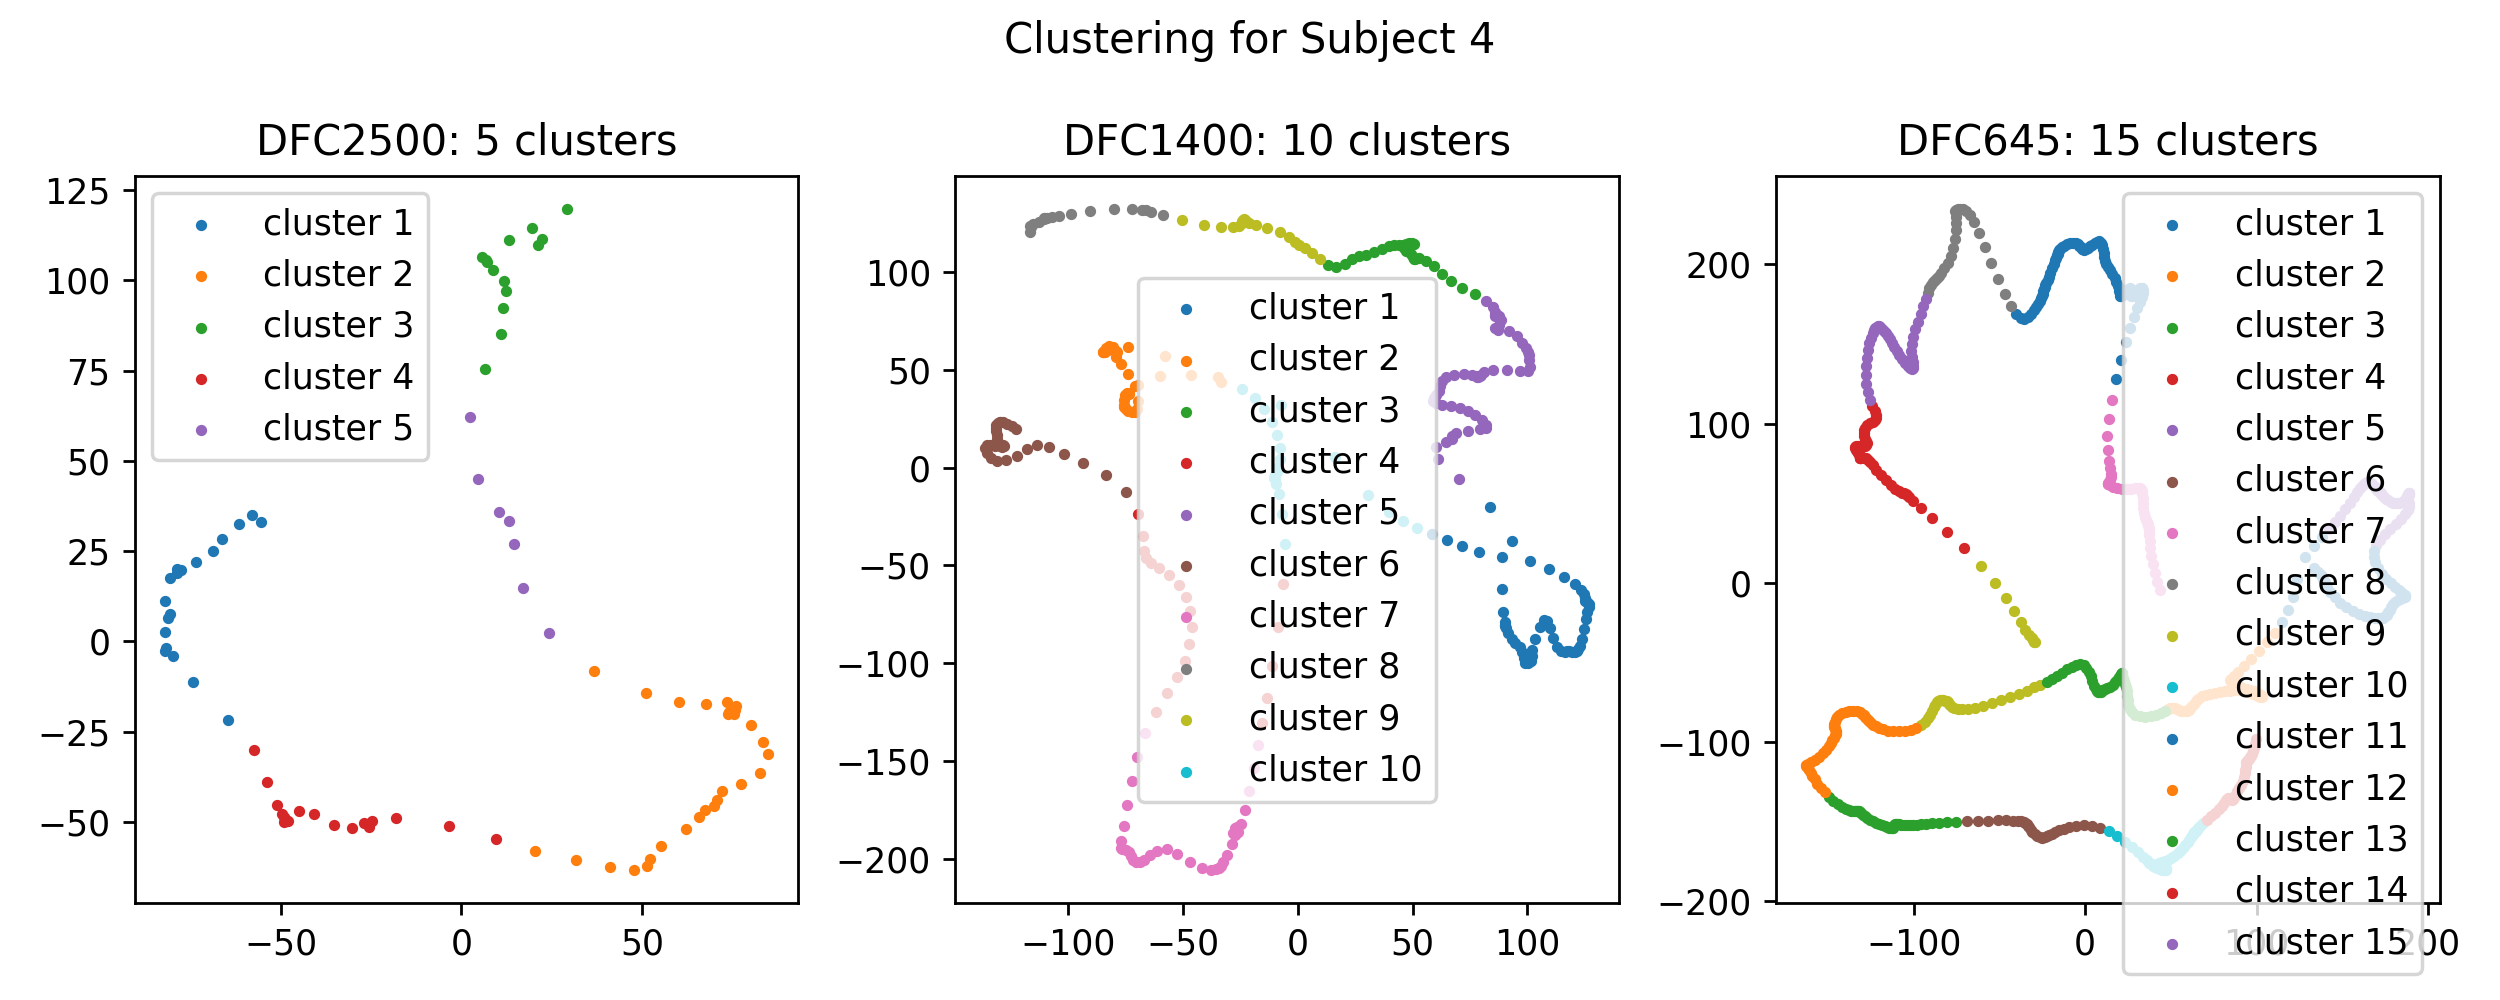 Clustering for Subject 4
DFC2500: 5 clusters
125
100
75
50
25
0
−25
−50
−50
0
50
cluster 1
cluster 2
cluster 3
cluster 4
cluster 5
DFC1400: 10 clusters
100
50
0
−50
−100
−150
−200
−100
−50
0
50
100
cluster 1
cluster 2
cluster 3
cluster 4
cluster 5
cluster 6
cluster 7
cluster 8
cluster 9
cluster 10
DFC645: 15 clusters
200
100
0
−100
−200
−100
0
100
200
cluster 1
cluster 2
cluster 3
cluster 4
cluster 5
cluster 6
cluster 7
cluster 8
cluster 9
cluster 10
cluster 11
cluster 12
cluster 13
cluster 14
cluster 15